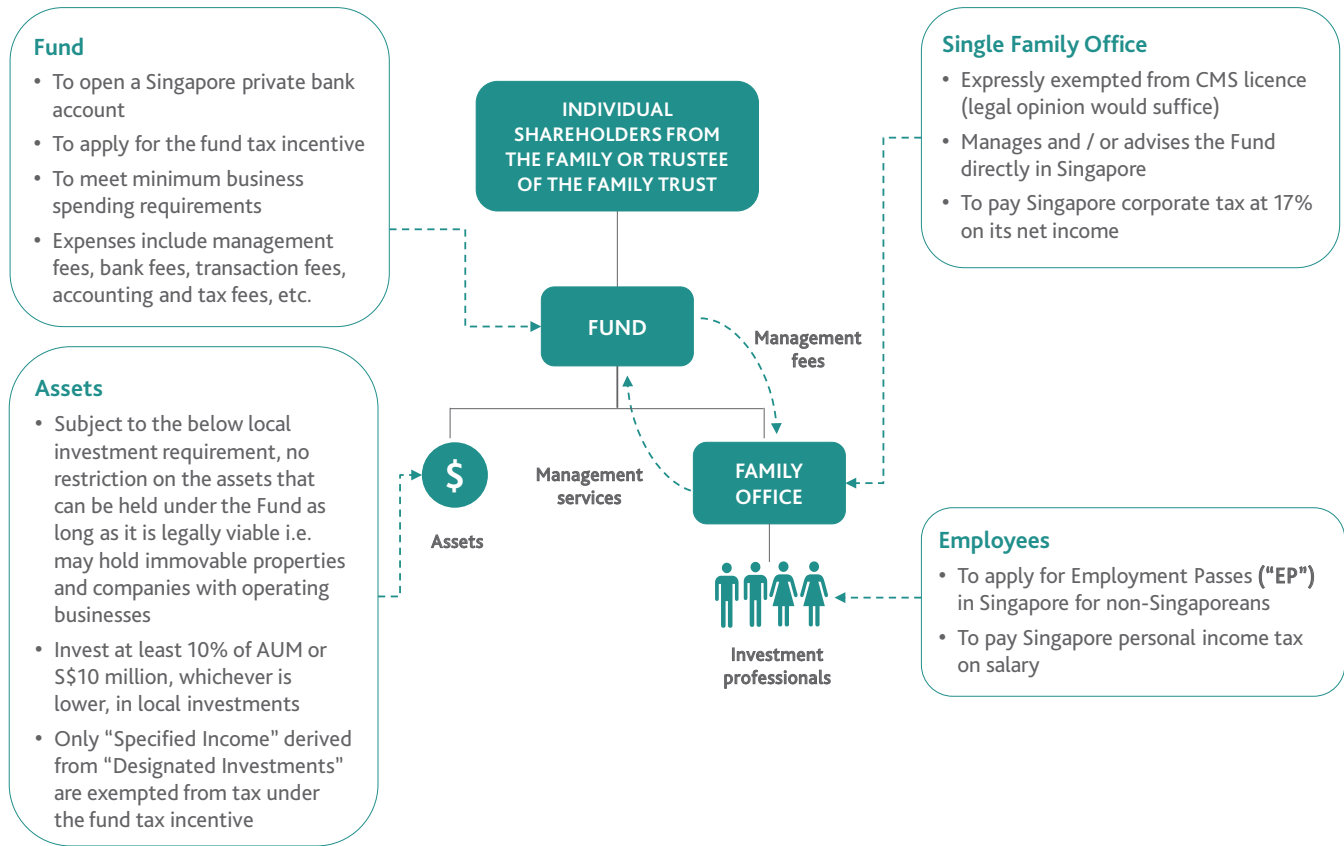 Fund
• To open a Singapore private bank
account
• To apply for the fund tax incentive
• To meet minimum business
spending requirements
• Expenses include management
fees, bank fees, transaction fees,
accounting and tax fees, etc.
Assets
• Subject to the below local
investment requirement, no
restriction on the assets that
can be held under the Fund as
long as it is legally viable i.e.
may hold immovable properties
and companies with operating
businesses
• Invest at least 10% of AUM or
S$10 million, whichever is
lower, in local investments
• Only “Specified Income” derived
from “Designated Investments”
are exempted from tax under
the fund tax incentive
INDIVIDUAL
SHAREHOLDERS FROM
THE FAMILY OR TRUSTEE
OF THE FAMILY TRUST
FUND
Management
fees
Management
services
$
Assets
FAMILY
OFFICE
Investment
professionals
Single Family Office
• Expressly exempted from CMS licence
(legal opinion would suffice)
• Manages and / or advises the Fund
directly in Singapore
• To pay Singapore corporate tax at 17%
on its net income
Employees
• To apply for Employment Passes (“EP”)
in Singapore for non-Singaporeans
• To pay Singapore personal income tax
on salary